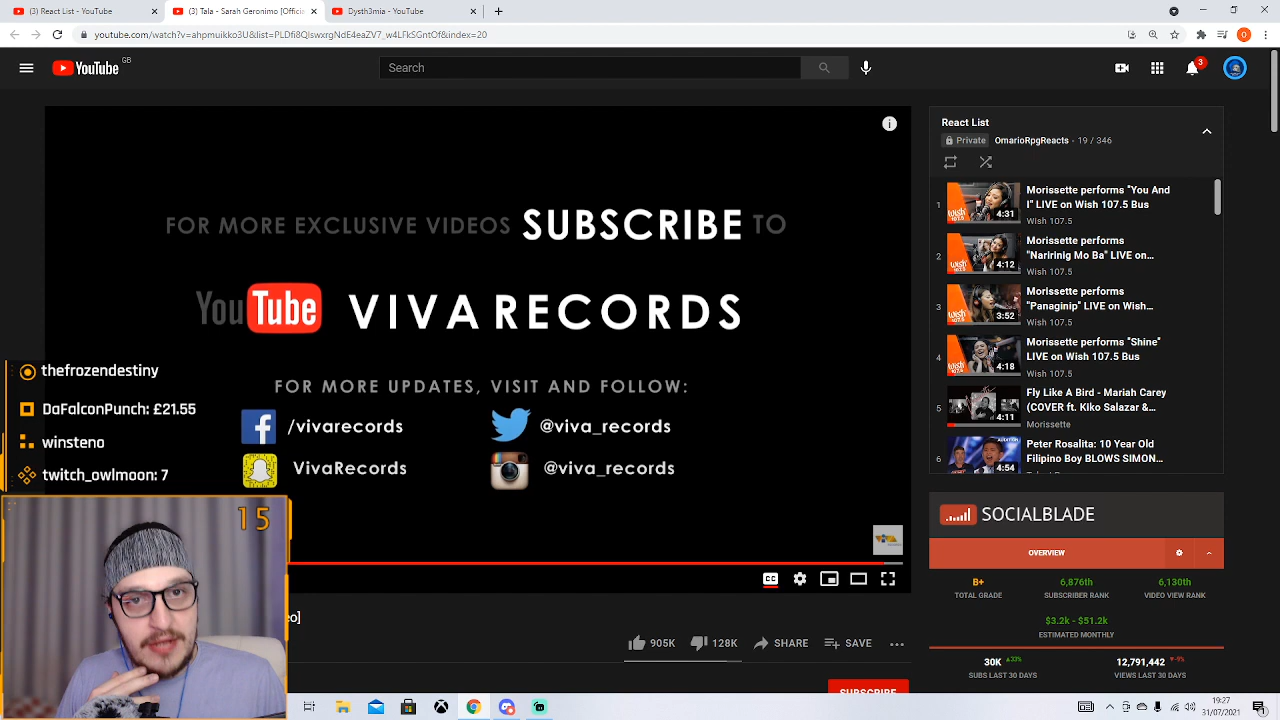 (3) React List - YouTube
(3) Tala - Sarah Geronimo [Offici
Dysth3mia - YouTube
youtube.com/watch?v=ahpmuikko3U&list=PLDfi8QlswxrgNdE4eaZV7_w4LFkSGntOf&index=20
YouTube GB
Search
3
FOR MORE EXCLUSIVE VIDEOS SUBSCRIBE TO
YouTube VIVA RECORDS
FOR MORE UPDATES, VISIT AND FOLLOW:
/vivarecords
@viva_records
VivaRecords
@viva_records
VIVA
CC
eo]
905K
128K
SHARE
SAVE
SUBSCRIBE
React List
Private OmarioRpgReacts - 19 / 346
1
4:31
Morissette performs "You And
I" LIVE on Wish 107.5 Bus
Wish 107.5
2
4:12
Morissette performs
"Naririnig Mo Ba" LIVE on...
Wish 107.5
3
3:52
Morissette performs
"Panaginip" LIVE on Wish...
Wish 107.5
4
4:18
Morissette performs "Shine"
LIVE on Wish 107.5 Bus
Wish 107.5
5
4:11
Fly Like A Bird - Mariah Carey
(COVER ft. Kiko Salazar &...
Morissette
6
4:54
Peter Rosalita: 10 Year Old
Filipino Boy BLOWS SIMON...
SOCIALBLADE
OVERVIEW
B+
TOTAL GRADE
6,876th
SUBSCRIBER RANK
6,130th
VIDEO VIEW RANK
$3.2k - $51.2k
ESTIMATED MONTHLY
30K 33%
SUBS LAST 30 DAYS
12,791,442 -9%
VIEWS LAST 30 DAYS
thefrozendestiny
DaFalconPunch: £21.55
winsteno
twitch_owlmoon: 7
15
19:27
31/07/2021